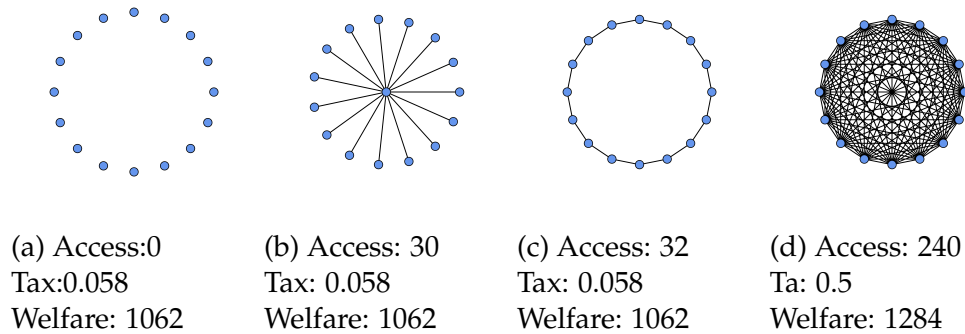 (a) Access:0
Tax:0.058
Welfare: 1062
(b) Access: 30
Tax: 0.058
Welfare: 1062
(c) Access: 32
Tax: 0.058
Welfare: 1062
(d) Access: 240
Ta: 0.5
Welfare: 1284